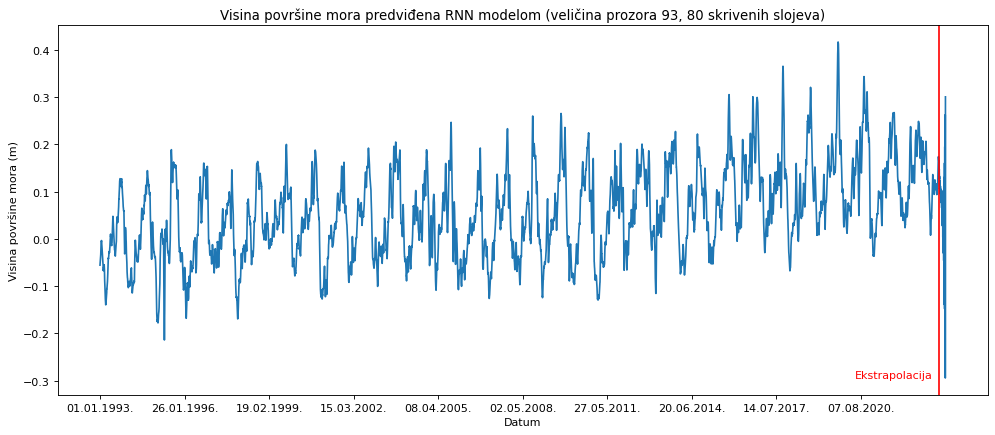 Visina površine mora predviđena RNN modelom (veličina prozora 93, 80 skrivenih slojeva)
Visina površine mora (m)
0.4
0.3
0.2
0.1
0.0
−0.1
−0.2
−0.3
Ekstrapolacija
01.01.1993. 26.01.1996. 19.02.1999. 15.03.2002. 08.04.2005. 02.05.2008. 27.05.2011. 20.06.2014. 14.07.2017. 07.08.2020.
Datum